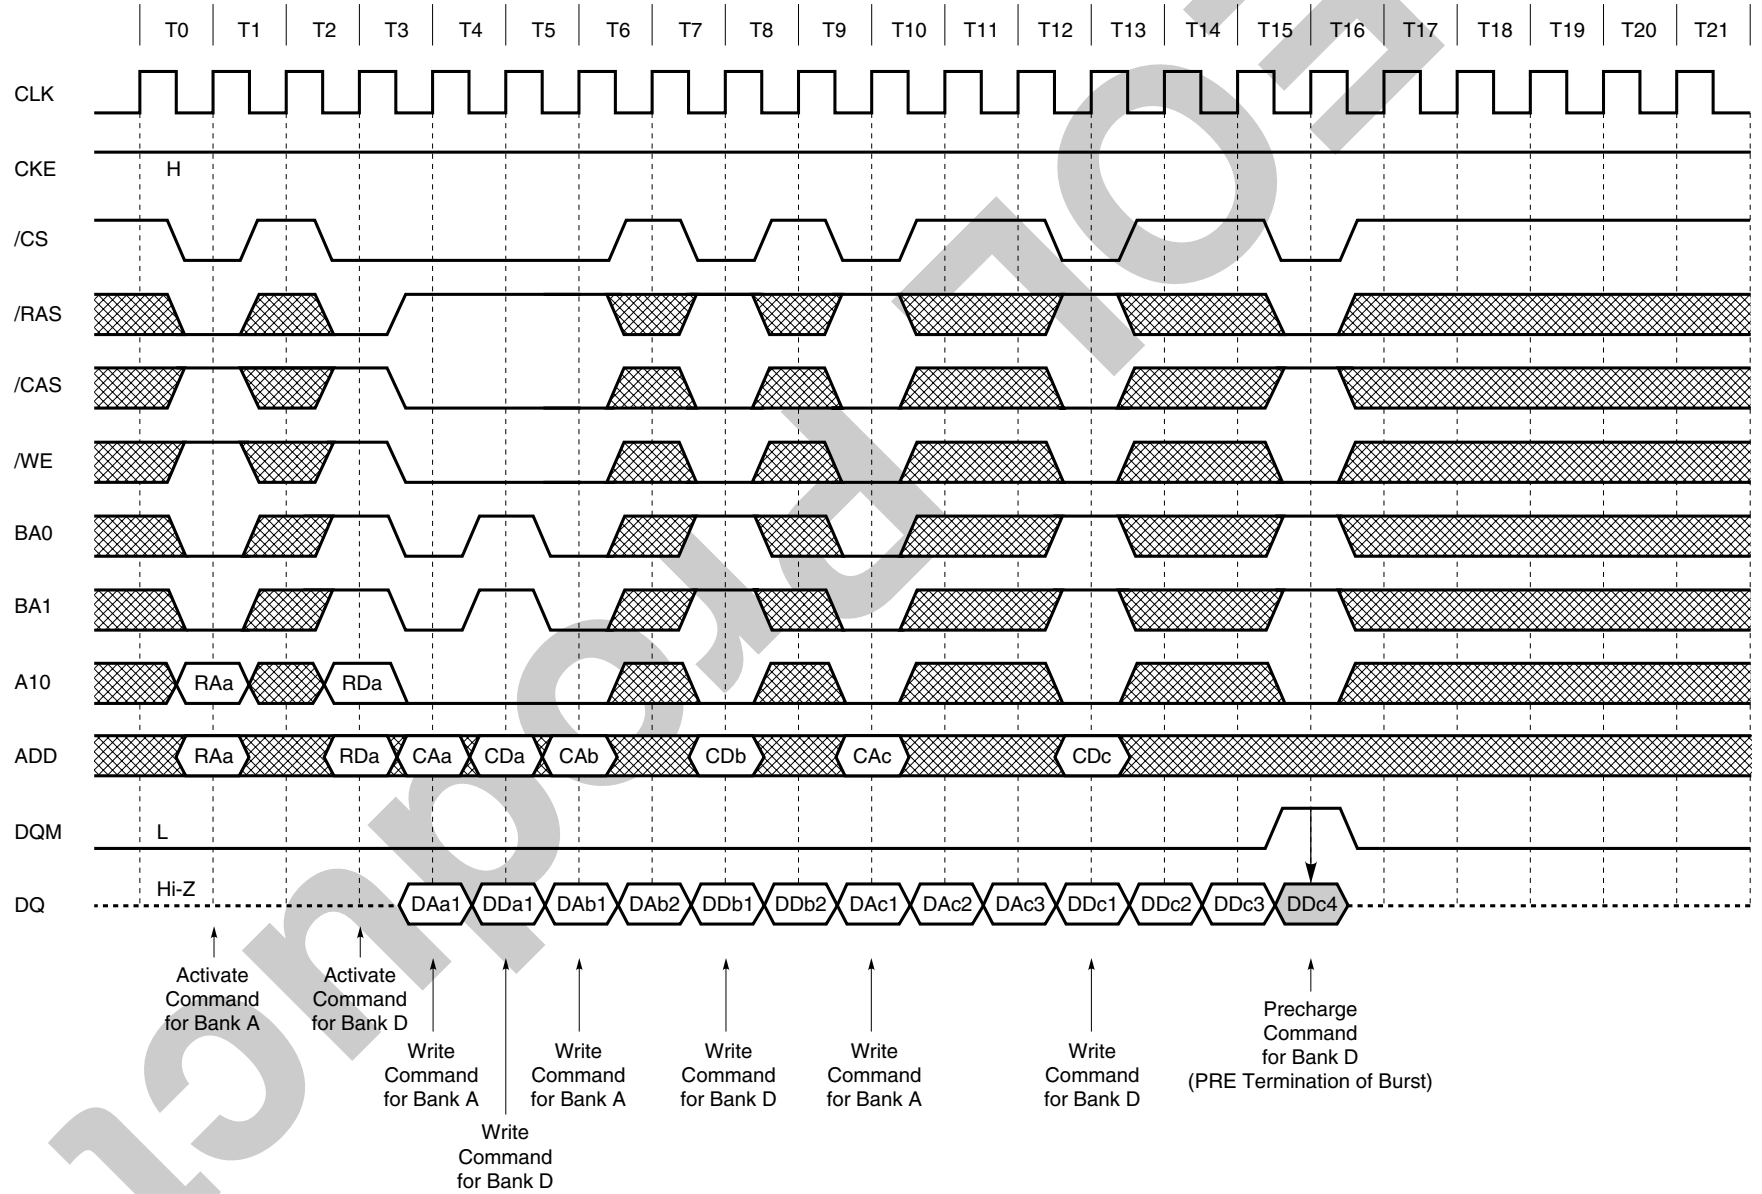 T0 T1 T2 T3 T4 T5 T6 T7 T8 T9 T10 T11 T12 T13 T14 T15 T16 T17 T18 T19 T20 T21
CLK
CKE H
/CS
/RAS
/CAS
/WE
BA0
BA1
A10 RAa RDa
ADD RAa RDa CAa CDa CAb CDb CAc CDc
DQM L
DQ Hi-Z DAa1 DDa1 DAb1 DAb2 DDb1 DDb2 DAc1 DAc2 DAc3 DDc1 DDc2 DDc3 DDc4
Activate
Command
for Bank A
Activate
Command
for Bank D
Write
Command
for Bank A
Write
Command
for Bank D
Write
Command
for Bank A
Write
Command
for Bank D
Write
Command
for Bank A
Write
Command
for Bank D
Precharge
Command
for Bank D
(PRE Termination of Burst)
EOL Product